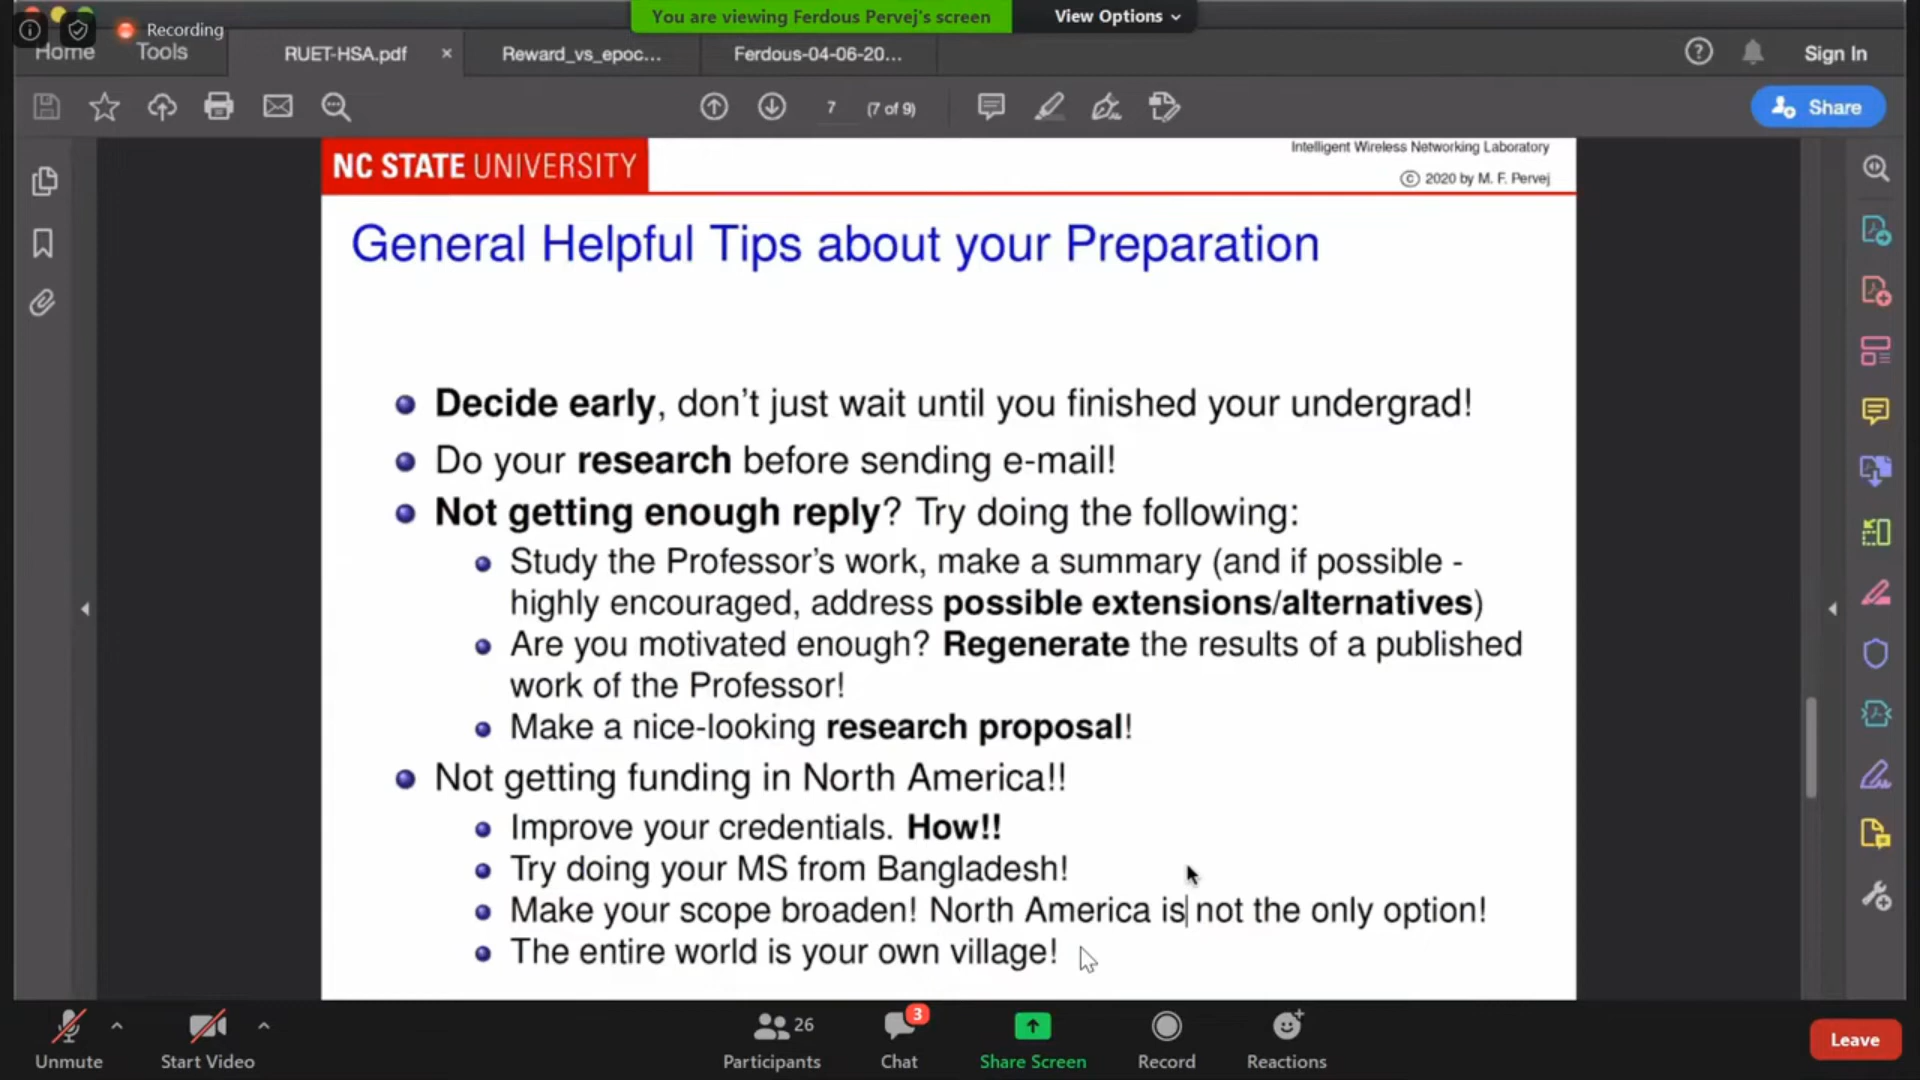 You are viewing Ferdous Pervej's screen
View Options
Recording
Home
Tools
RUET-HSA.pdf
Reward_vs_epoc...
Ferdous-04-06-20...
Sign In
7
(7 of 9)
Share
NC STATE UNIVERSITY
Intelligent Wireless Networking Laboratory
© 2020 by M. F. Pervej
General Helpful Tips about your Preparation
Decide early, don't just wait until you finished your undergrad!
Do your research before sending e-mail!
Not getting enough reply? Try doing the following:
Study the Professor's work, make a summary (and if possible -
highly encouraged, address possible extensions/alternatives)
Are you motivated enough? Regenerate the results of a published
work of the Professor!
Make a nice-looking research proposal!
Not getting funding in North America!!
Improve your credentials. How!!
Try doing your MS from Bangladesh!
Make your scope broaden! North America is not the only option!
The entire world is your own village!
Unmute
Start Video
26
Participants
3
Chat
Share Screen
Record
Reactions
Leave